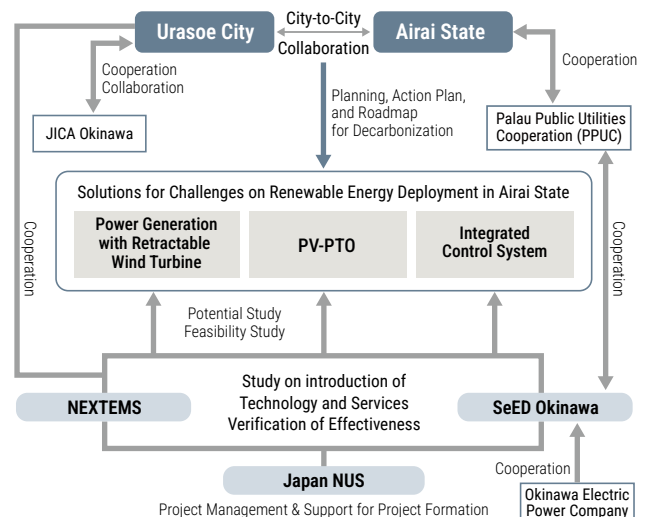 Urasoe City
City-to-City
Collaboration
Airai State
Cooperation
Collaboration
Cooperation
Planning, Action Plan,
and Roadmap
for Decarbonization
JICA Okinawa
Palau Public Utilities
Cooperation (PPUC)
Solutions for Challenges on Renewable Energy Deployment in Airai State
Power Generation
with Retractable
Wind Turbine
PV-PTO
Integrated
Control System
Cooperation
Cooperation
Potential Study
Feasibility Study
Study on introduction of
Technology and Services
Verification of Effectiveness
NEXTEMS
SeED Okinawa
Japan NUS
Project Management & Support for Project Formation
Cooperation
Okinawa Electric
Power Company